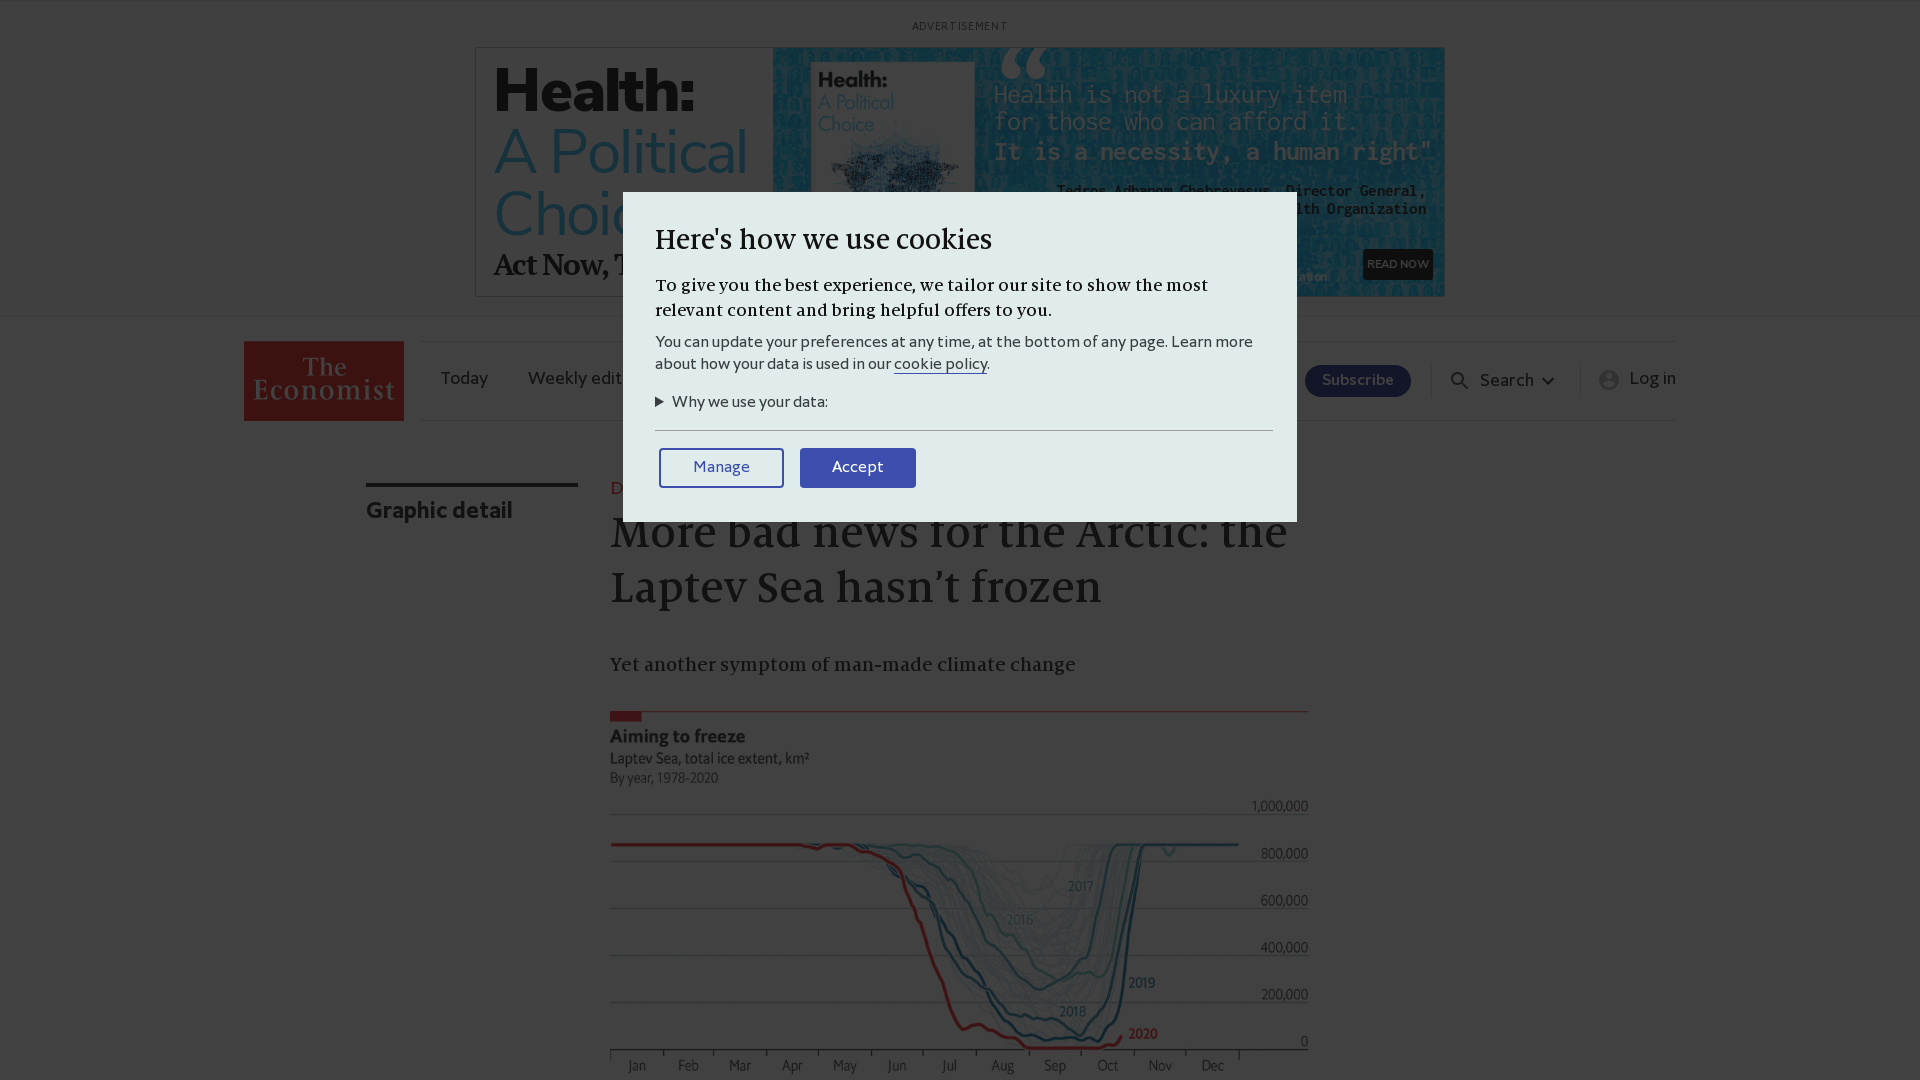 ADVERTISEMENT
Health:
A Political
Choic
Act Now, T
Health:
A Political
Choice
“
Health is not a luxury item
for those who can afford it.
It is a necessity, a human right"
Tedros Adhanom Ghebreyesus, Director General,
lth Organization
ation
READ NOW
Here's how we use cookies
To give you the best experience, we tailor our site to show the most
relevant content and bring helpful offers to you.
You can update your preferences at any time, at the bottom of any page. Learn more
about how your data is used in our cookie policy.
Why we use your data:
Manage
Accept
The
Economist
Today
Weekly edit
Subscribe
Search
Log in
Graphic detail
D
More bad news for the Arctic: the
Laptev Sea hasn’t frozen
Yet another symptom of man-made climate change
Aiming to freeze
Laptev Sea, total ice extent, km²
By year, 1978-2020
1,000,000
800,000
2017
600,000
2016
400,000
2019
200,000
2018
2020
0
Jan Feb Mar Apr May Jun Jul Aug Sep Oct Nov Dec